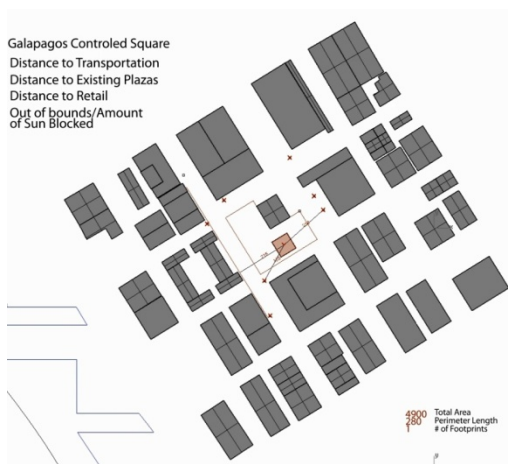 Galapagos Controled Square
Distance to Transportation
Distance to Existing Plazas
Distance to Retail
Out of bounds/Amount
of Sun Blocked
4900 Total Area
280 Perimeter Length
1 # of Footprints